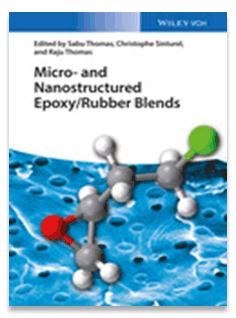 WILEY-VCH
Edited by Sabu Thomas, Christophe Sinturel,
and Raju Thomas
Micro- and
Nanostructured
Epoxy/Rubber Blends